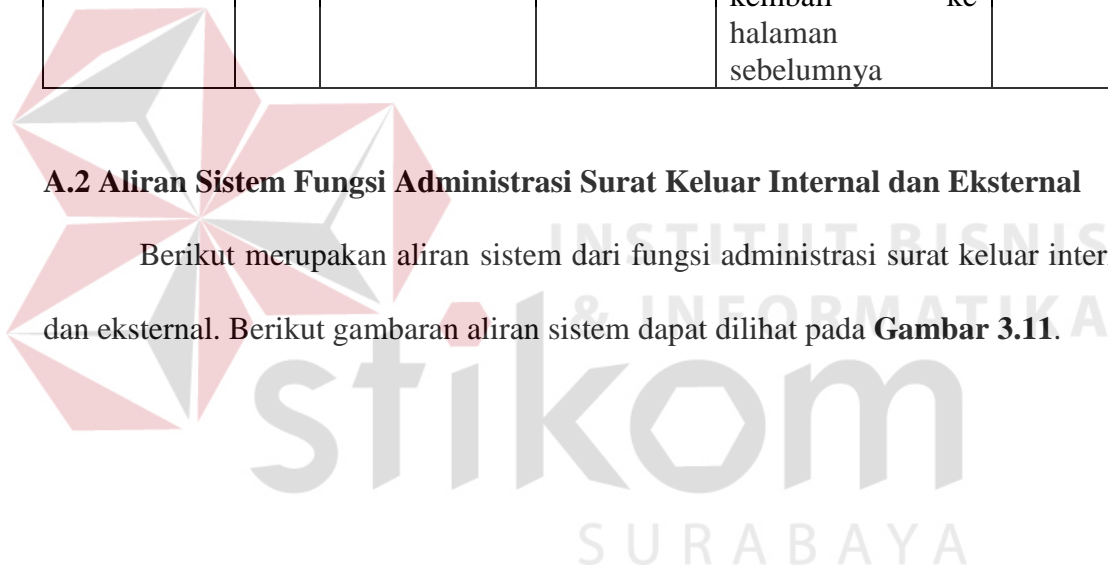 kembali ke
halaman
sebelumnya
A.2 Aliran Sistem Fungsi Administrasi Surat Keluar Internal dan Eksternal
Berikut merupakan aliran sistem dari fungsi administrasi surat keluar inter
dan eksternal. Berikut gambaran aliran sistem dapat dilihat pada Gambar 3.11.
INSTITUT BISNIS
& INFORMATIKA
stikom
SURABAYA